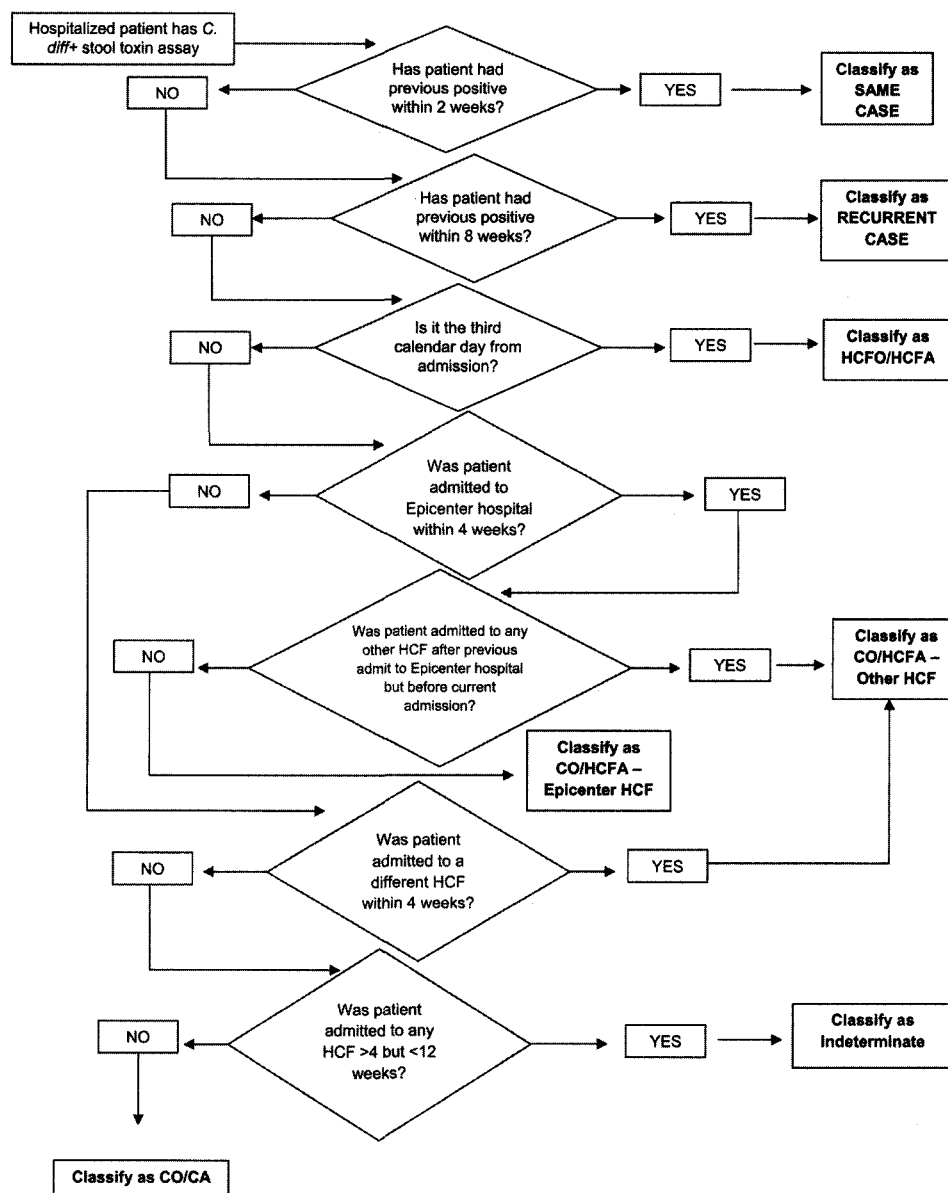 Hospitalized patient has C.
diff+ stool toxin assay
Has patient had
previous positive
within 2 weeks?
NO
YES
Classify as
SAME
CASE
Has patient had
previous positive
within 8 weeks?
NO
YES
Classify as
RECURRENT
CASE
Is it the third
calendar day from
admission?
NO
YES
Classify as
HCFO/HCFA
Was patient
admitted to
Epicenter hospital
within 4 weeks?
NO
YES
Was patient admitted to any
other HCF after previous
admit to Epicenter hospital
but before current
admission?
NO
YES
Classify as
CO/HCFA –
Other HCF
Classify as
CO/HCFA –
Epicenter HCF
Was patient
admitted to a
different HCF
within 4 weeks?
NO
YES
Was patient
admitted to any
HCF >4 but <12
weeks?
NO
YES
Classify as
Indeterminate
Classify as CO/CA